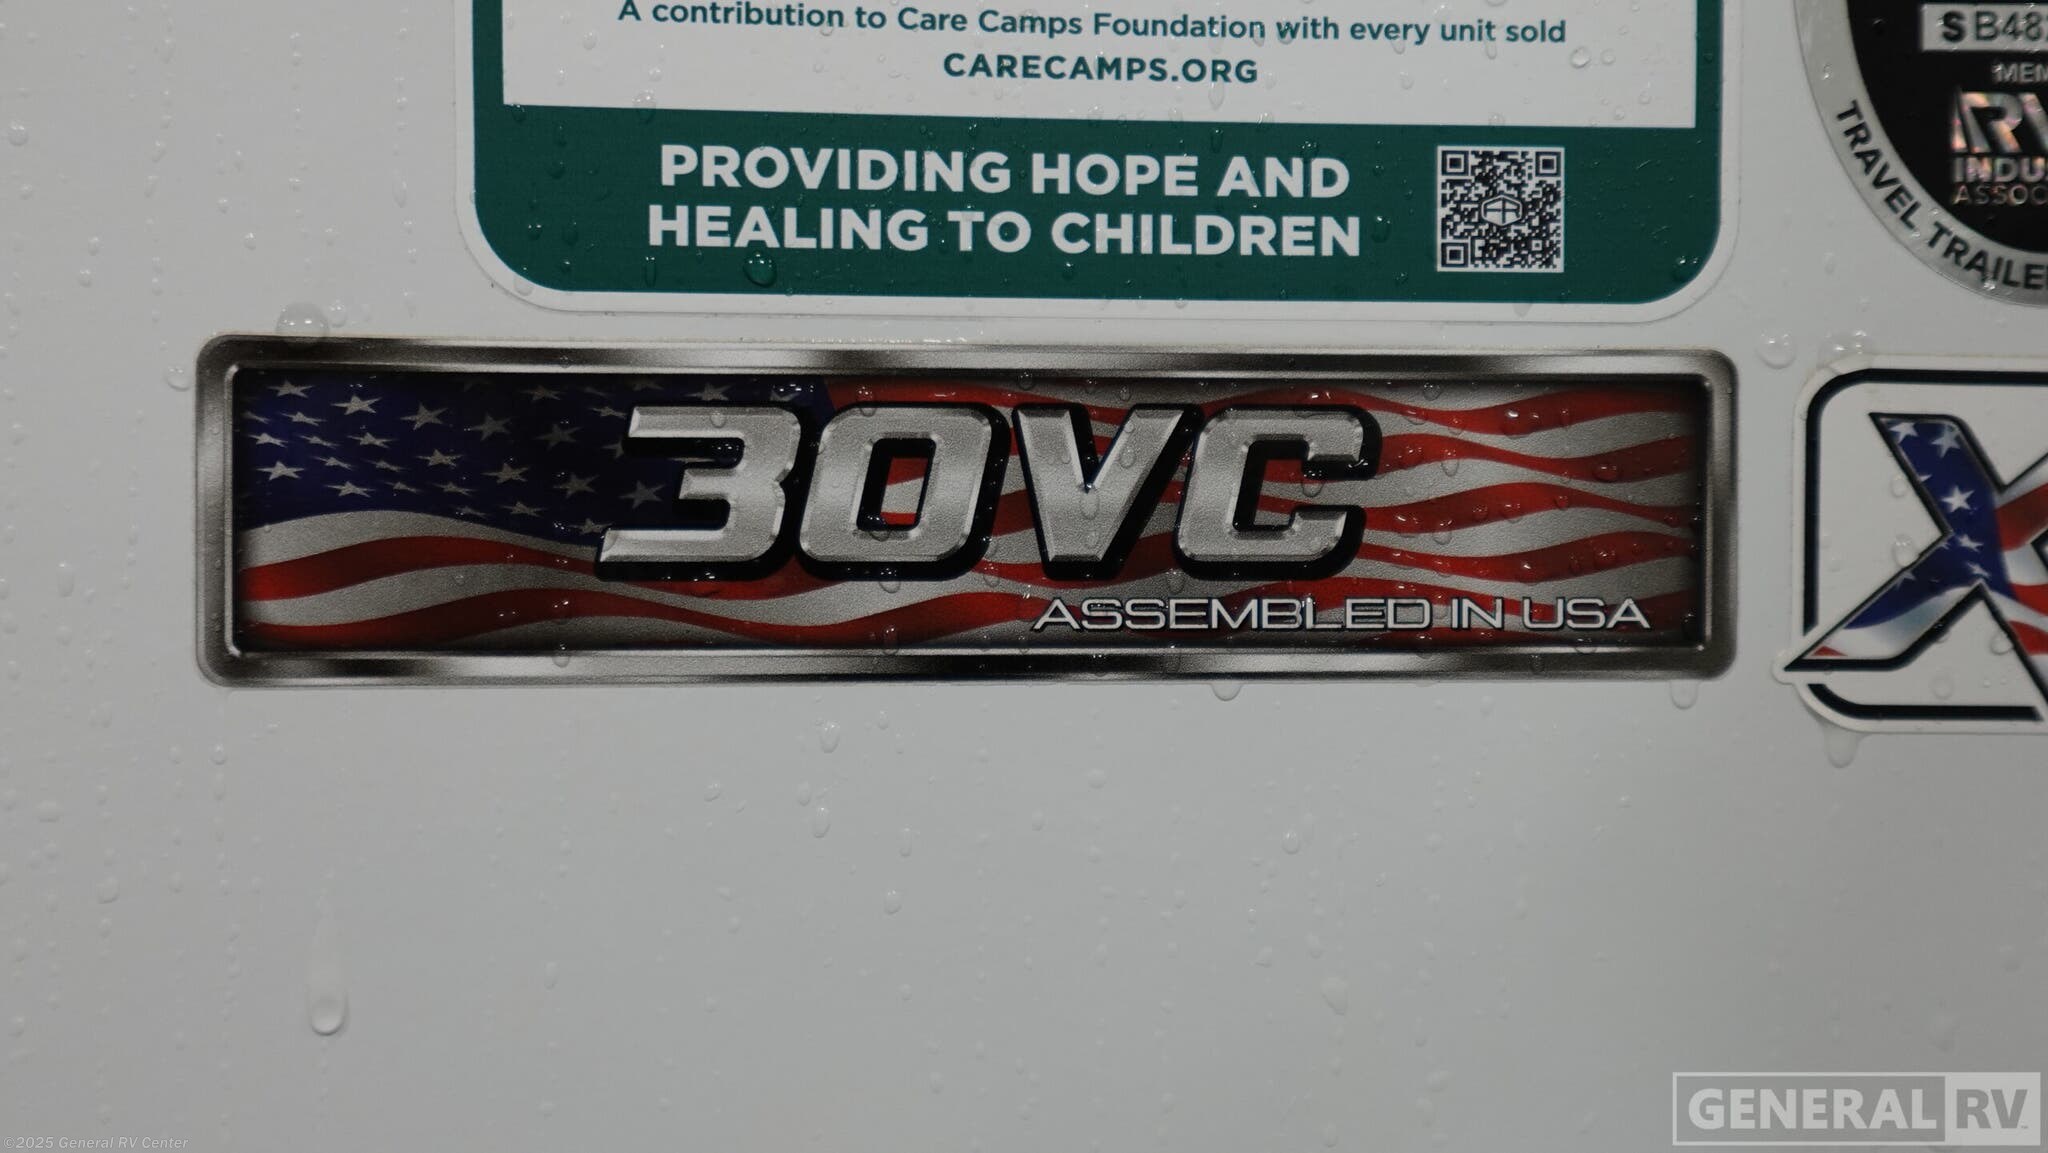 A contribution to Care Camps Foundation with every unit sold
CARECAMPS.ORG
PROVIDING HOPE AND
HEALING TO CHILDREN
TRAVEL
30VC
ASSEMBLED IN USA
GENERAL RV
©2025 General RV Center